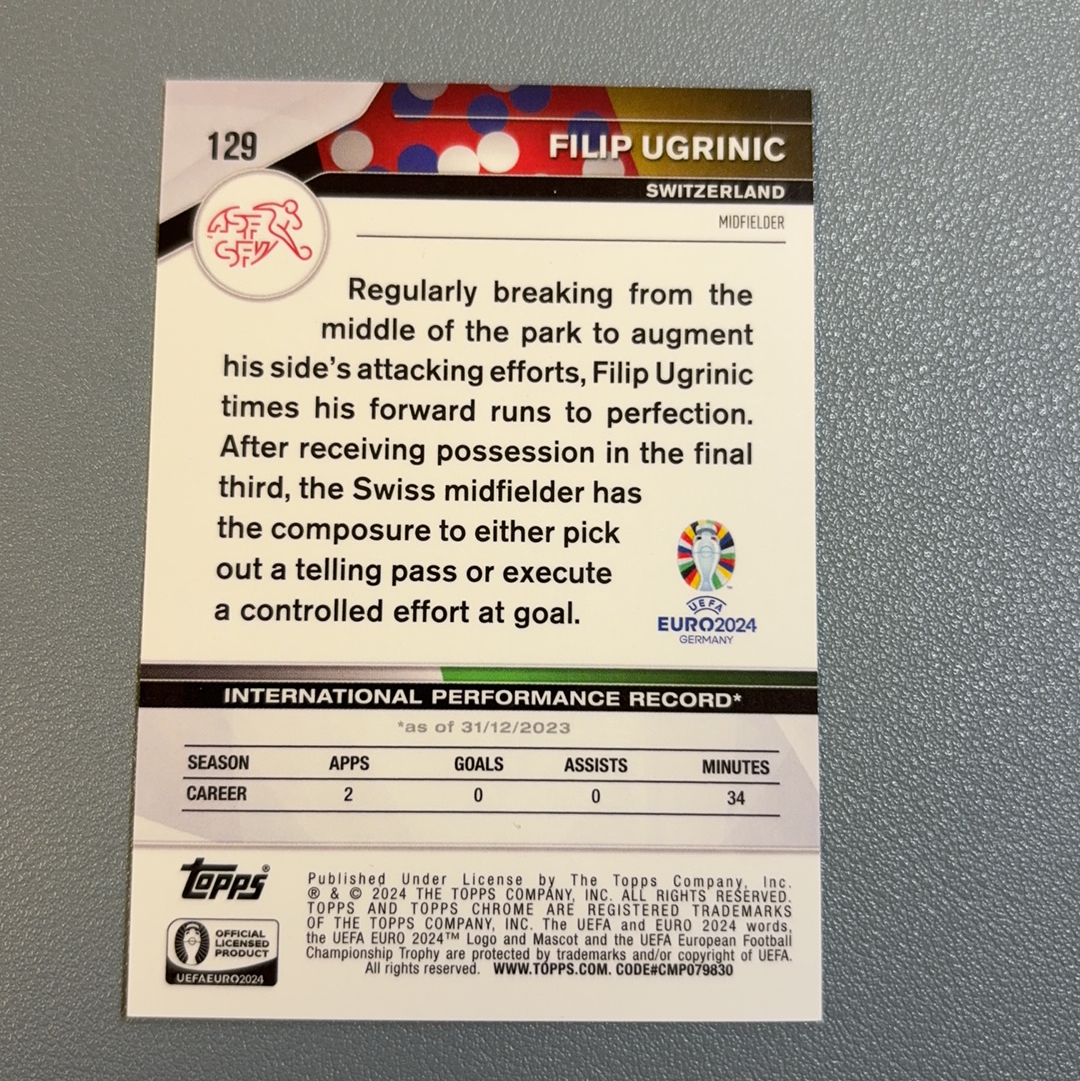 129
FILIP UGRINIC
SWITZERLAND
MIDFIELDER
ASF
SFV
Regularly breaking from the
middle of the park to augment
his side's attacking efforts, Filip Ugrinic
times his forward runs to perfection.
After receiving possession in the final
third, the Swiss midfielder has
the composure to either pick
out a telling pass or execute
a controlled effort at goal.
UEFA
EURO2024
GERMANY
INTERNATIONAL PERFORMANCE RECORD*
*as of 31/12/2023
SEASON APPS GOALS ASSISTS MINUTES
CAREER 2 0 0 34
Topps®
OFFICIAL
LICENSED
PRODUCT
UEFAEURO2024
Published Under License by The Topps Company, Inc.
® & © 2024 THE TOPPS COMPANY, INC. ALL RIGHTS RESERVED.
TOPPS AND TOPPS CHROME ARE REGISTERED TRADEMARKS
OF THE TOPPS COMPANY, INC. The UEFA and EURO 2024 words,
the UEFA EURO 2024™ Logo and Mascot and the UEFA European Football
Championship Trophy are protected by trademarks and/or copyright of UEFA.
All rights reserved. WWW.TOPPS.COM. CODE#CMP079830